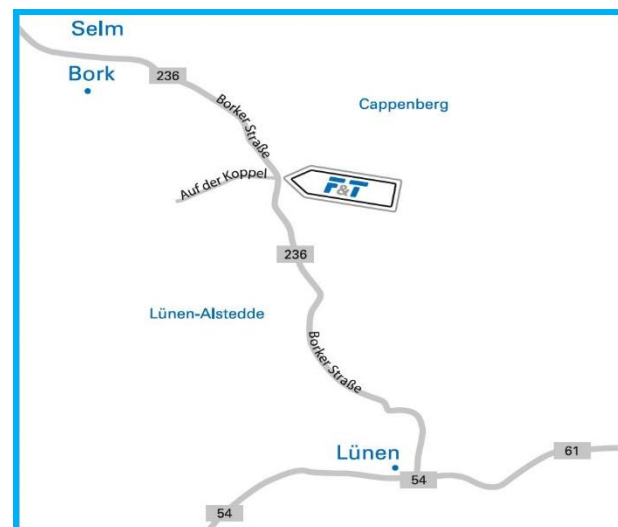 Selm
Bork
236
Borker Straße
Cappenberg
Auf der Koppel
F&T
236
Lünen-Alstedde
Borker Straße
Lünen
61
54
54